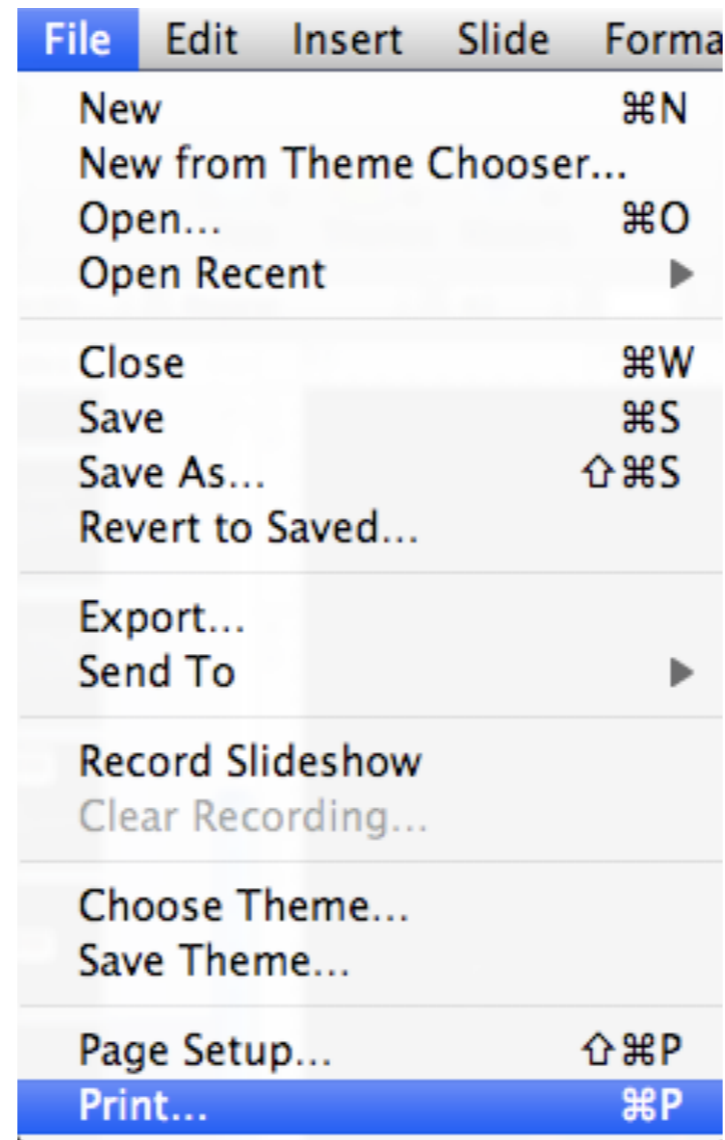 File Edit Insert Slide Forma
New ⌘N
New from Theme Chooser...
Open... ⌘O
Open Recent ▶
Close ⌘W
Save ⌘S
Save As... ⇧⌘S
Revert to Saved...
Export...
Send To ▶
Record Slideshow
Clear Recording...
Choose Theme...
Save Theme...
Page Setup... ⇧⌘P
Print... ⌘P